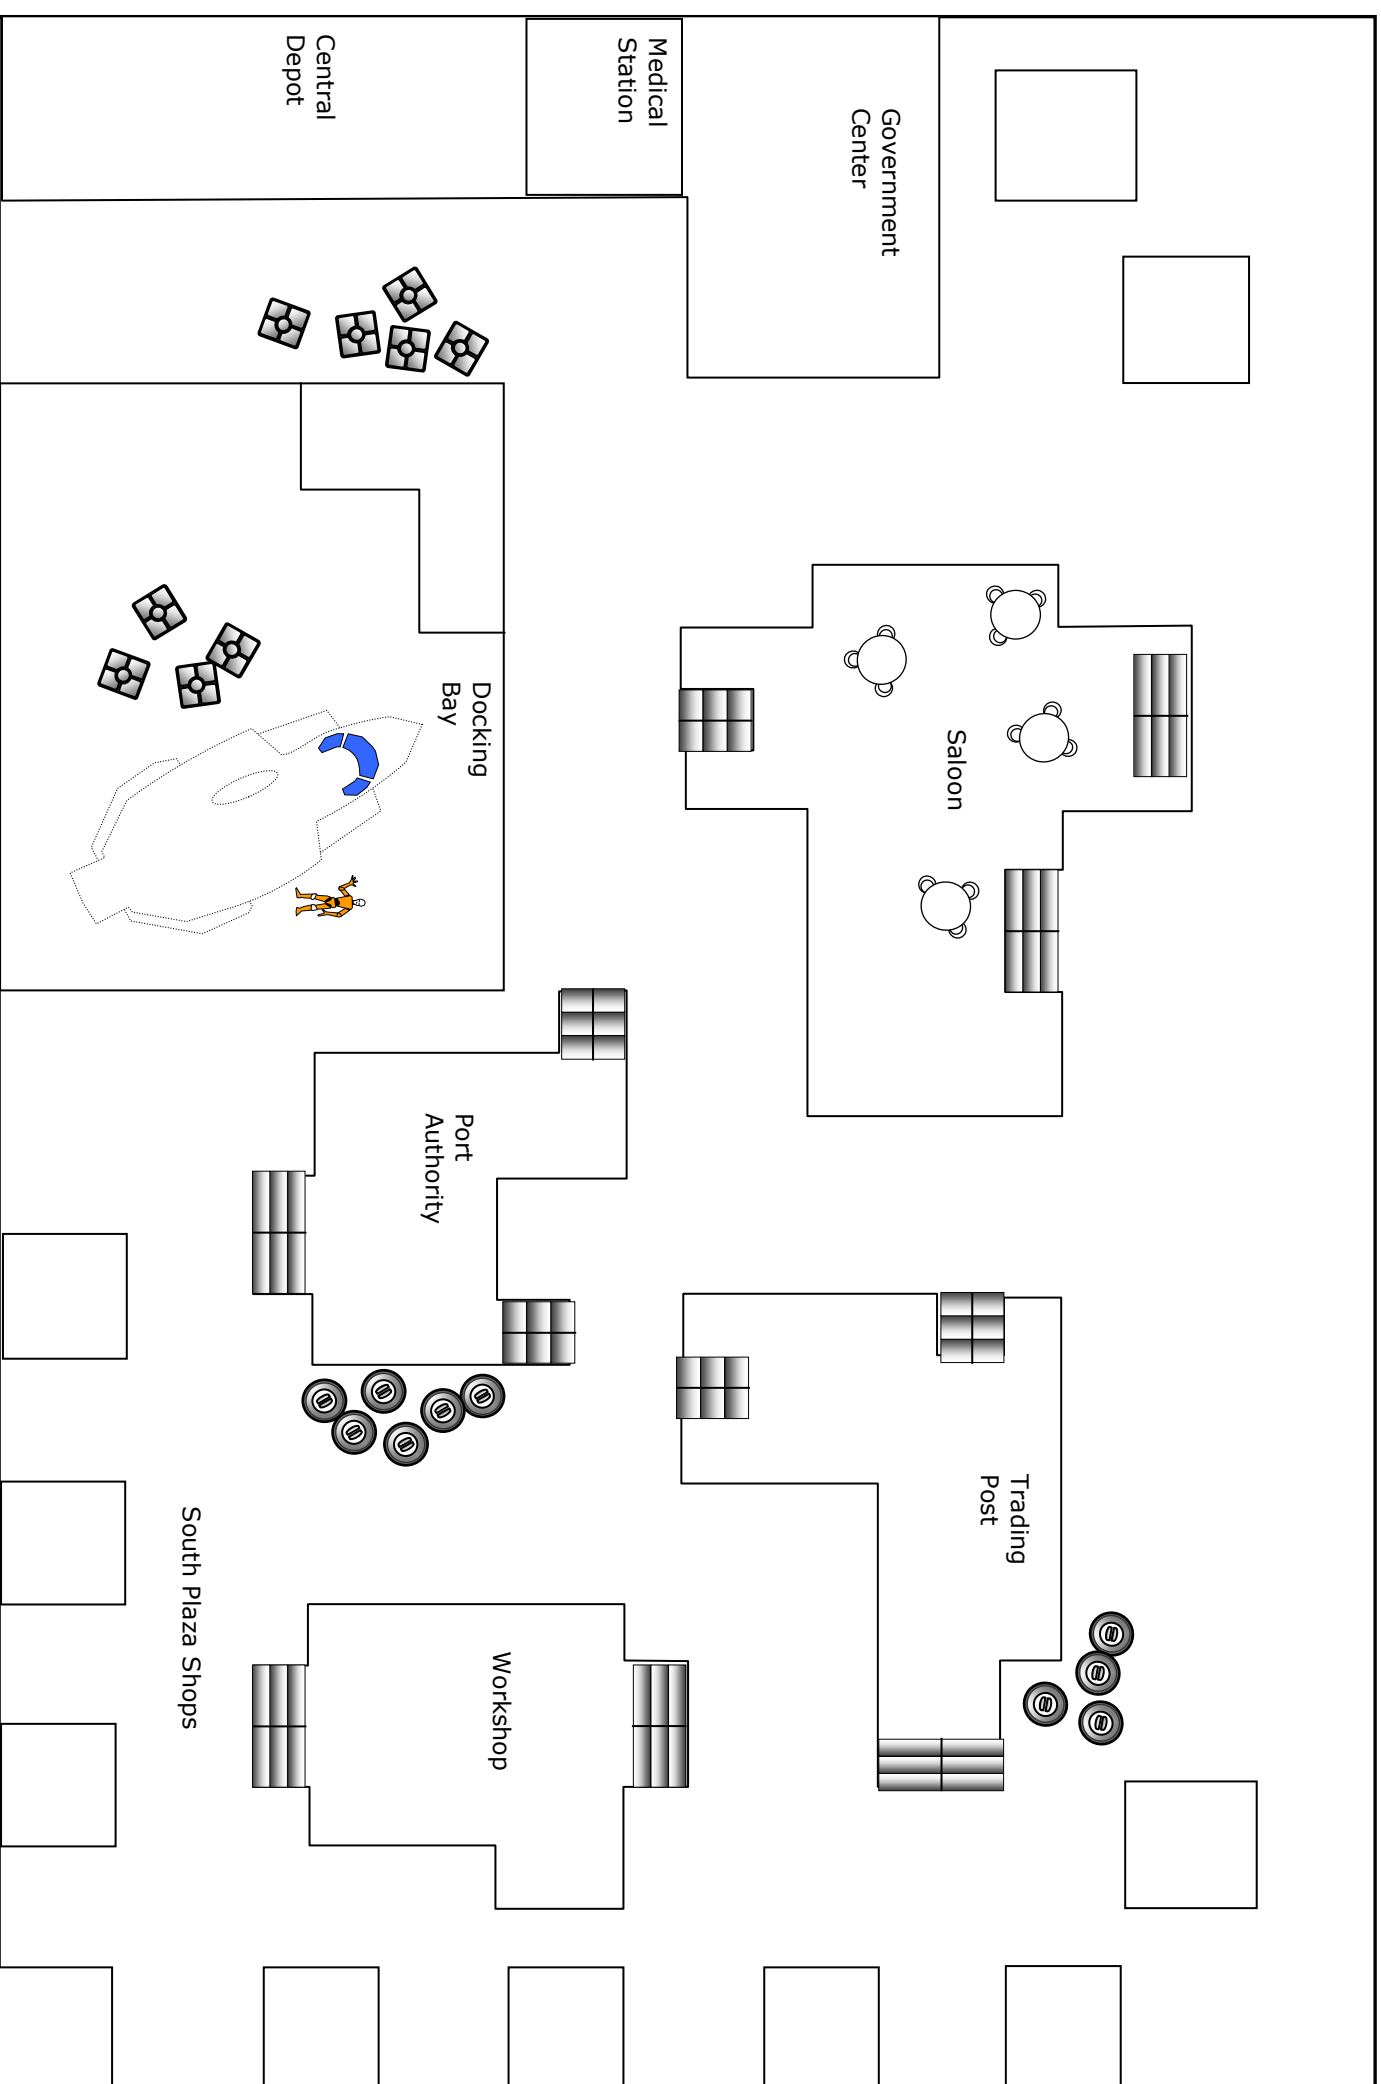 Central
Depot
Medical
Station
Government
Center
Docking
Bay
Saloon
Port
Authority
Trading
Post
South Plaza Shops
Workshop